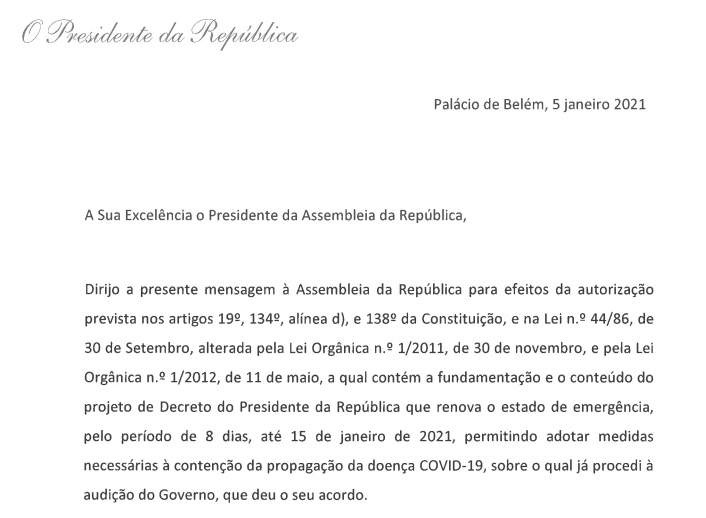 O Presidente da República
Palácio de Belém, 5 janeiro 2021
A Sua Excelência o Presidente da Assembleia da República,
Dirijo a presente mensagem à Assembleia da República para efeitos da autorização
prevista nos artigos 19º, 134º, alínea d), e 138º da Constituição, e na Lei n.º 44/86, de
30 de Setembro, alterada pela Lei Orgânica n.º 1/2011, de 30 de novembro, e pela Lei
Orgânica n.º 1/2012, de 11 de maio, a qual contém a fundamentação e o conteúdo do
projeto de Decreto do Presidente da República que renova o estado de emergência,
pelo período de 8 dias, até 15 de janeiro de 2021, permitindo adotar medidas
necessárias à contenção da propagação da doença COVID-19, sobre o qual já procedi à
audição do Governo, que deu o seu acordo.